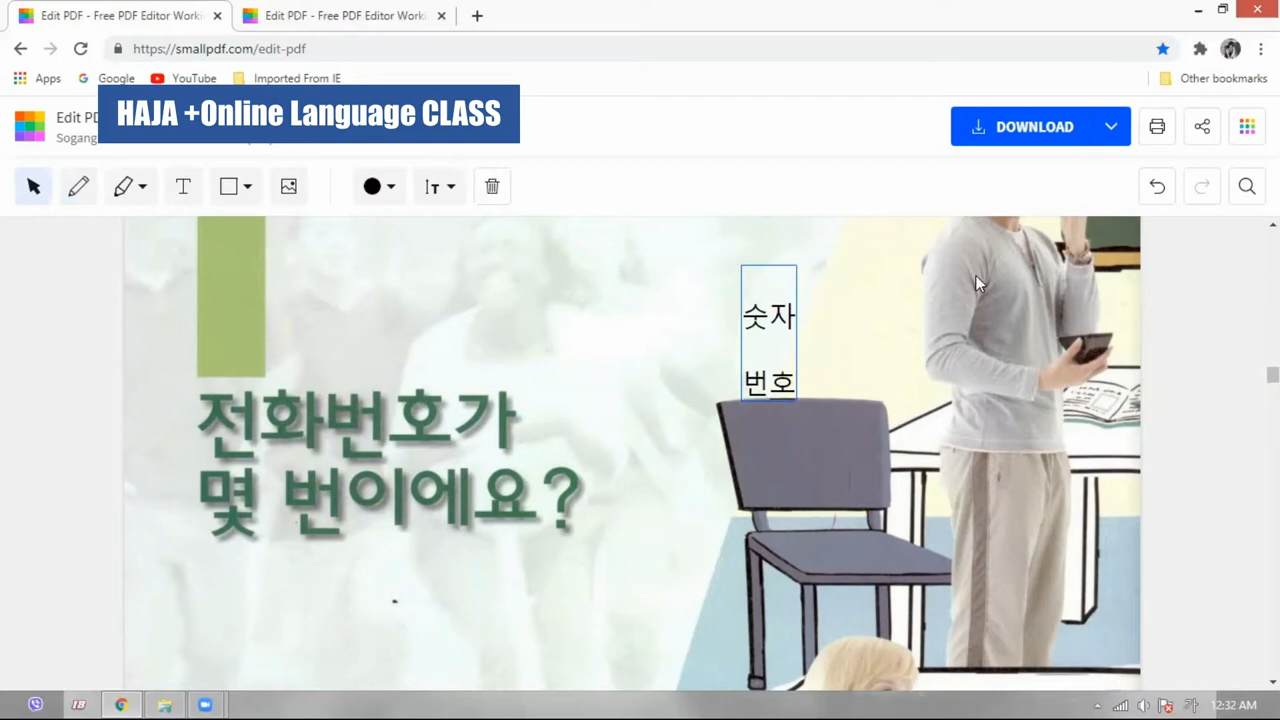 Edit PDF - Free PDF Editor Worki
Edit PDF - Free PDF Editor Worki
https://smallpdf.com/edit-pdf
Apps
Google
YouTube
Imported From IE
Other bookmarks
HAJA +Online Language CLASS
Edit PD
Sogang
DOWNLOAD
T
T
숫자
번호
전화번호가
몇 번이에요?
18
가
12:32 AM